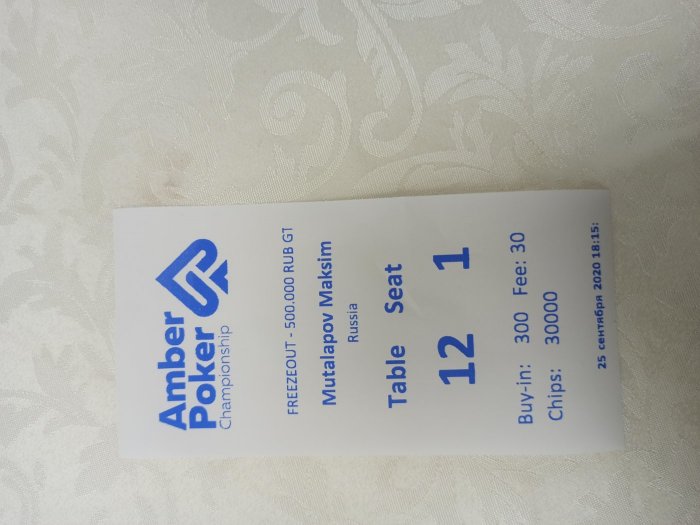 Amber
Poker
Championship
FREEZEOUT - 500.000 RUB GT
Mutalapov Maksim
Russia
Table Seat
12 1
Buy-in: 300 Fee: 30
Chips: 30000
25 сентября 2020 18:15: